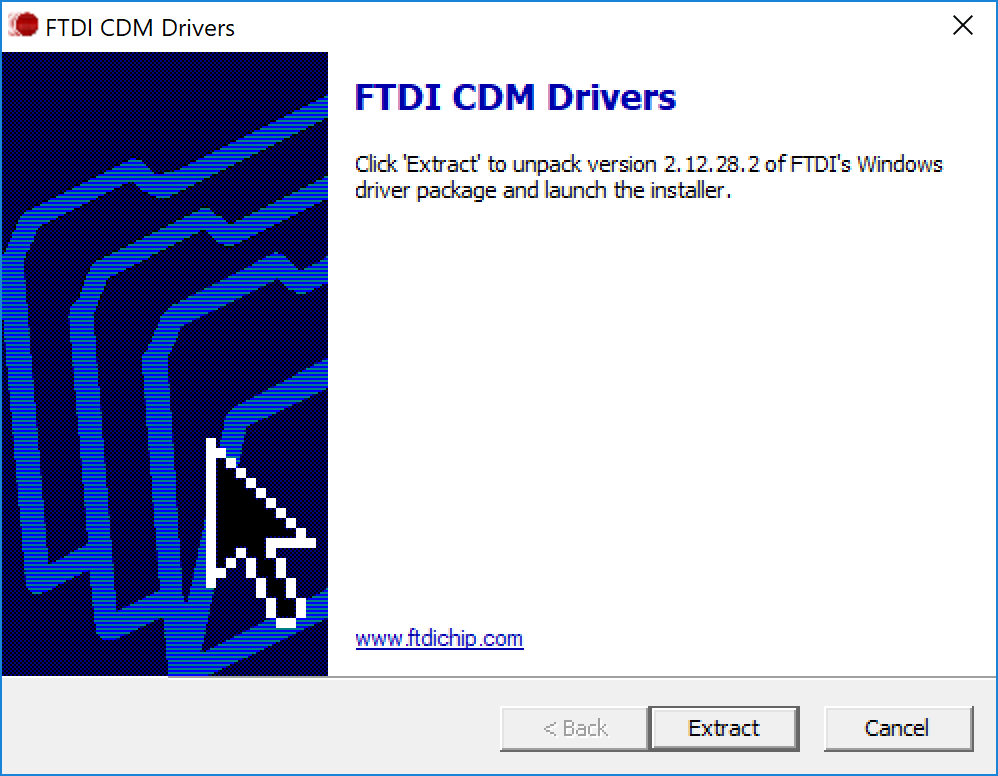 FTDI CDM Drivers
FTDI CDM Drivers
Click 'Extract' to unpack version 2.12.28.2 of FTDI's Windows
driver package and launch the installer.
www.ftdichip.com
< Back
Extract
Cancel